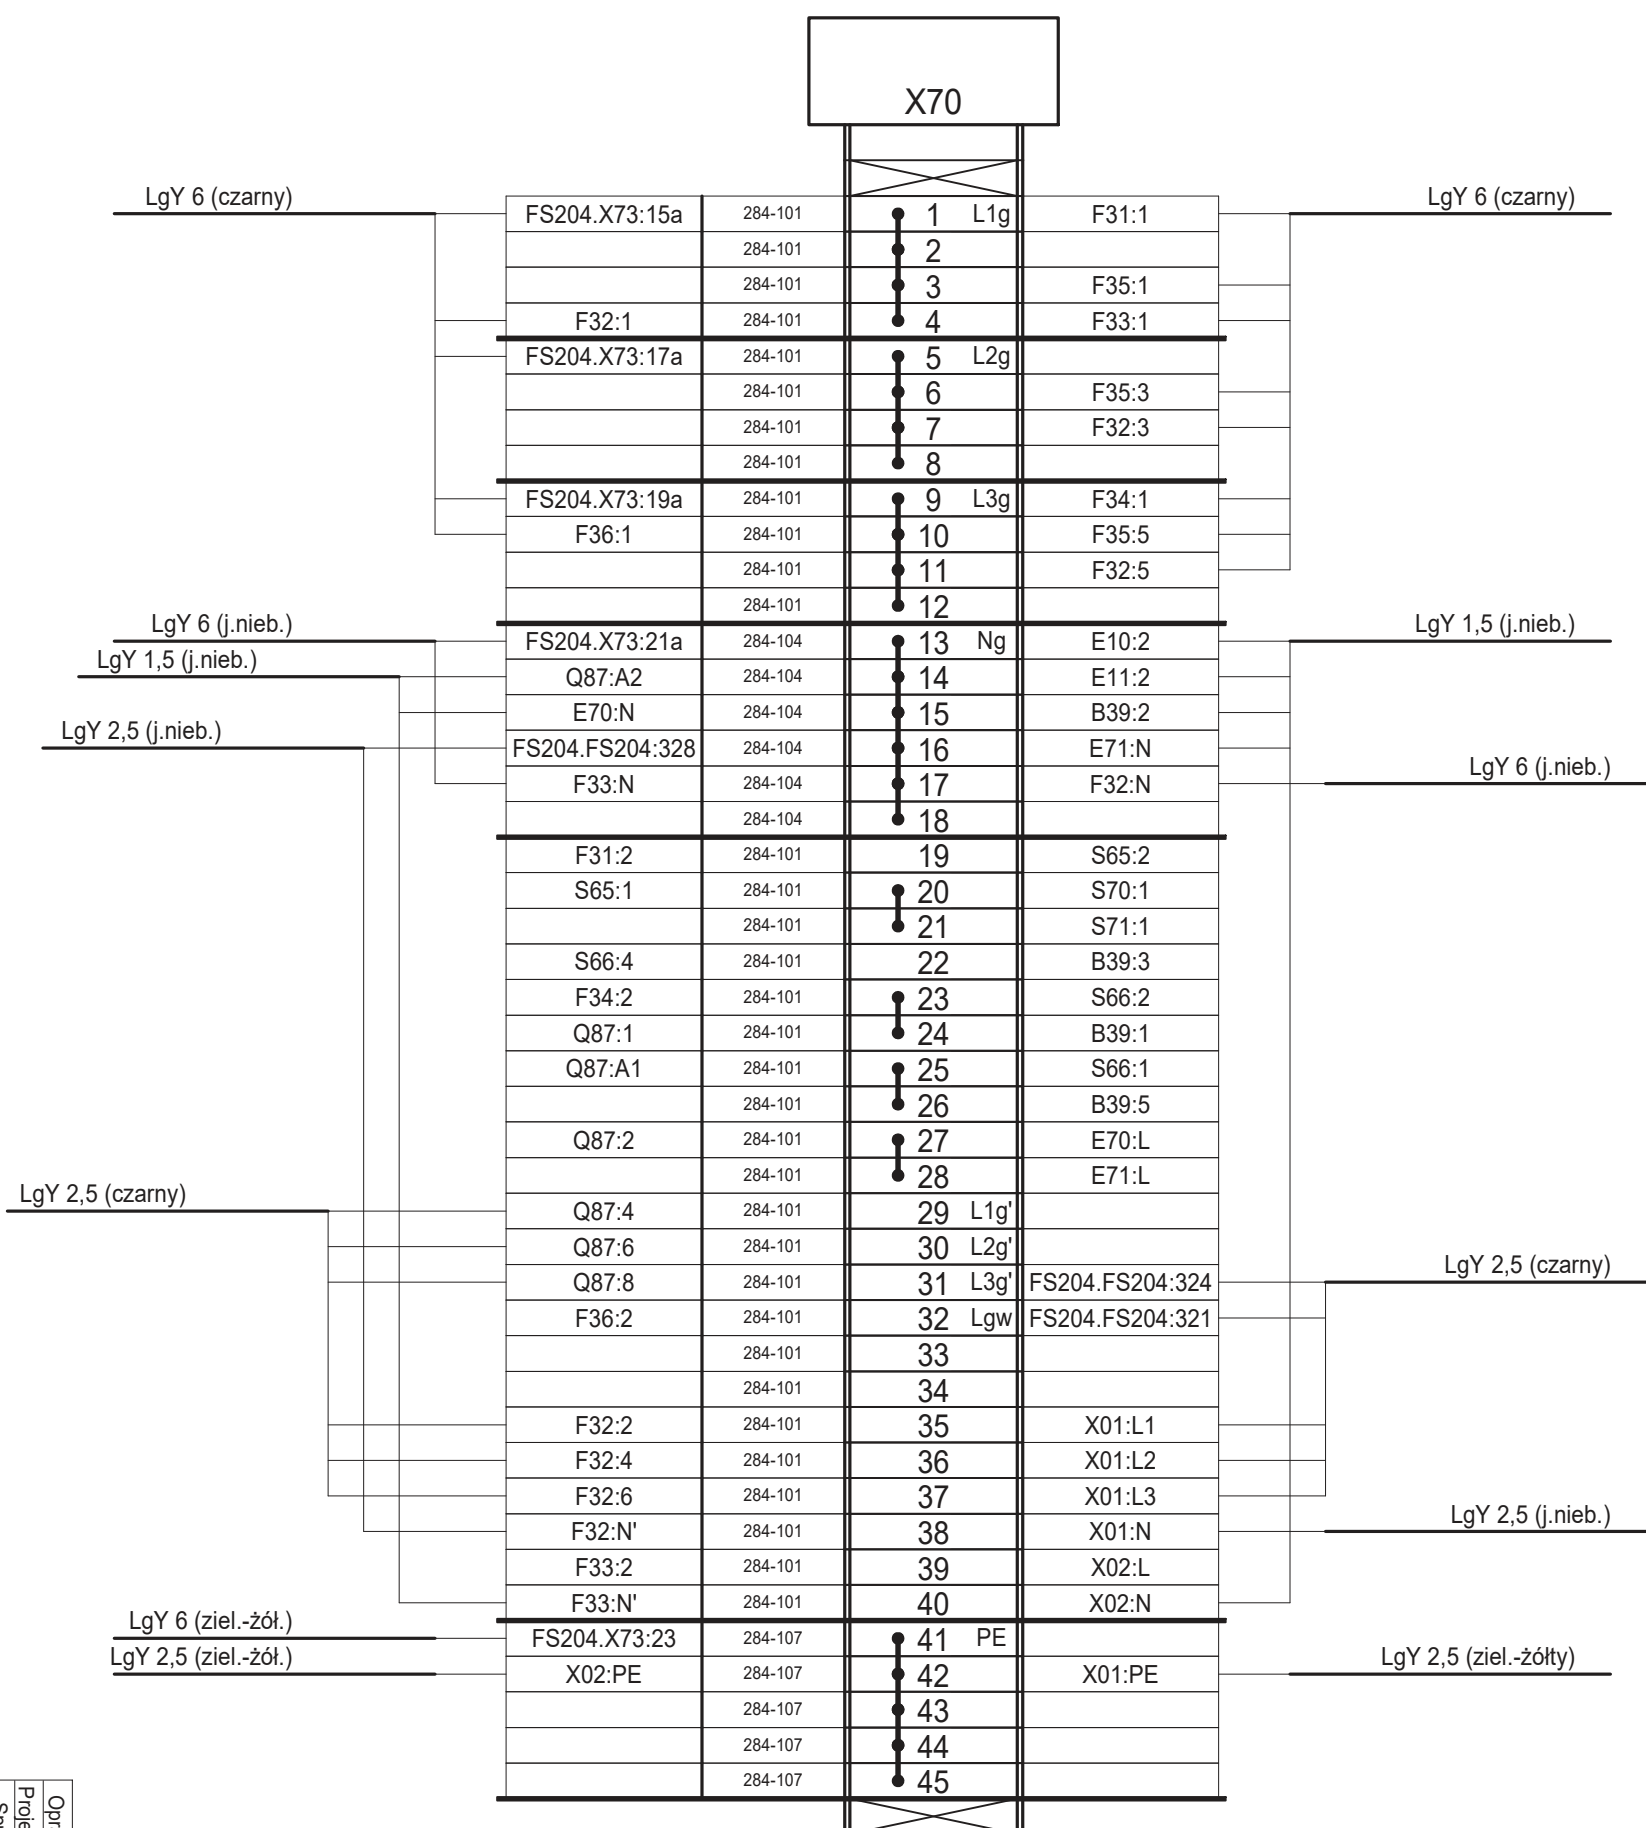 X70
LgY 6 (czarny)
LgY 6 (czarny)
FS204.X73:15a 284-101 1 L1g F31:1
284-101 2
284-101 3 F35:1
F32:1 284-101 4 F33:1
FS204.X73:17a 284-101 5 L2g
284-101 6 F35:3
284-101 7 F32:3
284-101 8
FS204.X73:19a 284-101 9 L3g F34:1
F36:1 284-101 10 F35:5
284-101 11 F32:5
284-101 12
LgY 6 (j.nieb.)
LgY 1,5 (j.nieb.)
FS204.X73:21a 284-104 13 Ng E10:2
LgY 1,5 (j.nieb.)
Q87:A2 284-104 14 E11:2
E70:N 284-104 15 B39:2
LgY 2,5 (j.nieb.)
FS204.FS204:328 284-104 16 E71:N
LgY 6 (j.nieb.)
F33:N 284-104 17 F32:N
284-104 18
F31:2 284-101 19 S65:2
S65:1 284-101 20 S70:1
284-101 21 S71:1
S66:4 284-101 22 B39:3
F34:2 284-101 23 S66:2
Q87:1 284-101 24 B39:1
Q87:A1 284-101 25 S66:1
284-101 26 B39:5
Q87:2 284-101 27 E70:L
284-101 28 E71:L
LgY 2,5 (czarny)
Q87:4 284-101 29 L1g'
Q87:6 284-101 30 L2g'
LgY 2,5 (czarny)
Q87:8 284-101 31 L3g' FS204.FS204:324
F36:2 284-101 32 Lgw FS204.FS204:321
284-101 33
284-101 34
F32:2 284-101 35 X01:L1
F32:4 284-101 36 X01:L2
F32:6 284-101 37 X01:L3
LgY 2,5 (j.nieb.)
F32:N' 284-101 38 X01:N
F33:2 284-101 39 X02:L
F33:N' 284-101 40 X02:N
LgY 6 (ziel.-żół.)
FS204.X73:23 284-107 41 PE
LgY 2,5 (ziel.-żół.)
LgY 2,5 (ziel.-żółty)
X02:PE 284-107 42 X01:PE
284-107 43
284-107 44
284-107 45